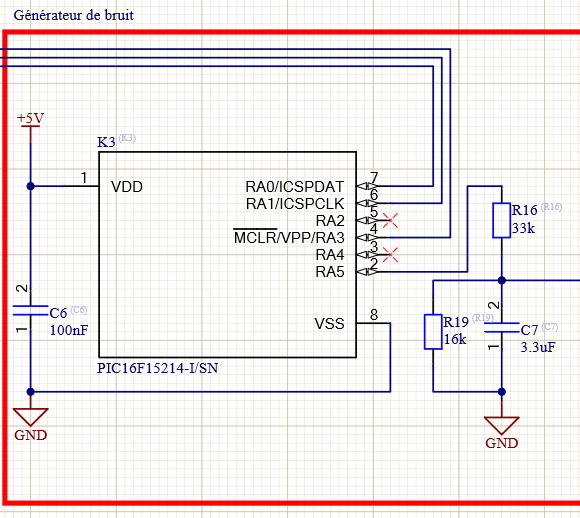 Générateur de bruit
+5V
K3 (K3)
1 VDD
RA0/ICSPDAT 7
RA1/ICSPCLK 6
RA2 5
MCLR/VPP/RA3 4
RA4 3
RA5 2
VSS 8
PIC16F15214-I/SN
2
C6 (C6)
100nF
1
GND
R16 (R16)
33k
R19 (R19)
16k
2
C7 (C7)
3.3uF
1
GND